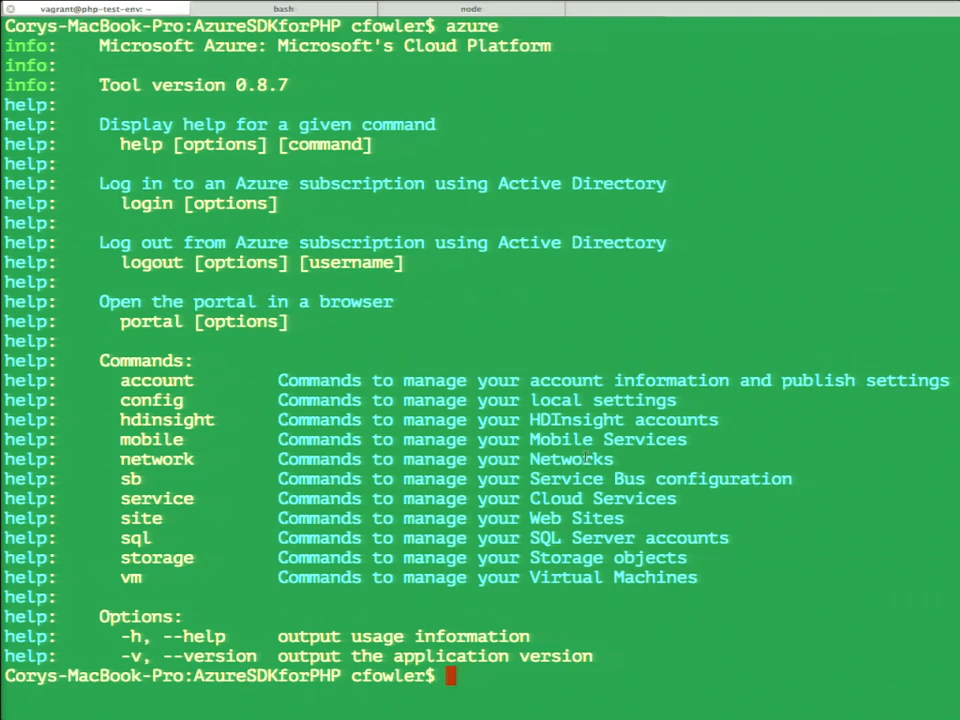 vagrant@php-test-env: ~ bash node
Corys-MacBook-Pro:AzureSDKforPHP cfowler$ azure
info: Microsoft Azure: Microsoft's Cloud Platform
info:
info: Tool version 0.8.7
help:
help: Display help for a given command
help: help [options] [command]
help:
help: Log in to an Azure subscription using Active Directory
help: login [options]
help:
help: Log out from Azure subscription using Active Directory
help: logout [options] [username]
help:
help: Open the portal in a browser
help: portal [options]
help:
help: Commands:
help: account Commands to manage your account information and publish settings
help: config Commands to manage your local settings
help: hdinsight Commands to manage your HDInsight accounts
help: mobile Commands to manage your Mobile Services
help: network Commands to manage your Networks
help: sb Commands to manage your Service Bus configuration
help: service Commands to manage your Cloud Services
help: site Commands to manage your Web Sites
help: sql Commands to manage your SQL Server accounts
help: storage Commands to manage your Storage objects
help: vm Commands to manage your Virtual Machines
help:
help: Options:
help: -h, --help output usage information
help: -v, --version output the application version
Corys-MacBook-Pro:AzureSDKforPHP cfowler$